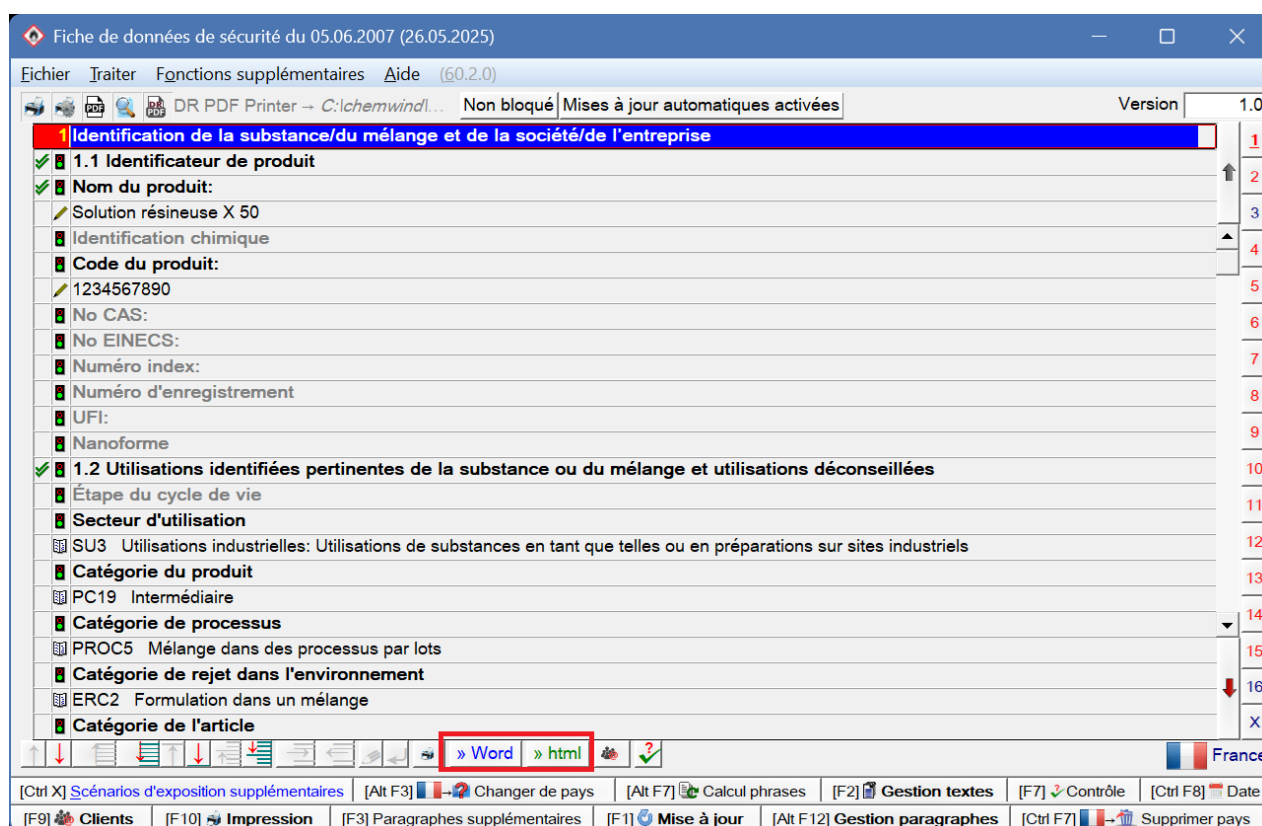 Fiche de données de sécurité du 05.06.2007 (26.05.2025)
Fichier Traiter Fonctions supplémentaires Aide (60.2.0)
DR PDF Printer → C:\chemwind\... Non bloqué Mises à jour automatiques activées Version 1.0
1 Identification de la substance/du mélange et de la société/de l'entreprise 1
1.1 Identificateur de produit
Nom du produit: 2
Solution résineuse X 50 3
Identification chimique
Code du produit: 4
1234567890 5
No CAS:
No EINECS: 6
Numéro index: 7
Numéro d'enregistrement 8
UFI:
Nanoforme 9
1.2 Utilisations identifiées pertinentes de la substance ou du mélange et utilisations déconseillées 10
Étape du cycle de vie 11
Secteur d'utilisation
SU3 Utilisations industrielles: Utilisations de substances en tant que telles ou en préparations sur sites industriels 12
Catégorie du produit 13
PC19 Intermédiaire
Catégorie de processus 14
PROC5 Mélange dans des processus par lots 15
Catégorie de rejet dans l'environnement
ERC2 Formulation dans un mélange 16
Catégorie de l'article X
» Word » html France
[Ctrl X] Scénarios d'exposition supplémentaires [Alt F3] Changer de pays [Alt F7] Calcul phrases [F2] Gestion textes [F7] Contrôle [Ctrl F8] Date
[F9] Clients [F10] Impression [F3] Paragraphes supplémentaires [F1] Mise à jour [Alt F12] Gestion paragraphes [Ctrl F7] Supprimer pays